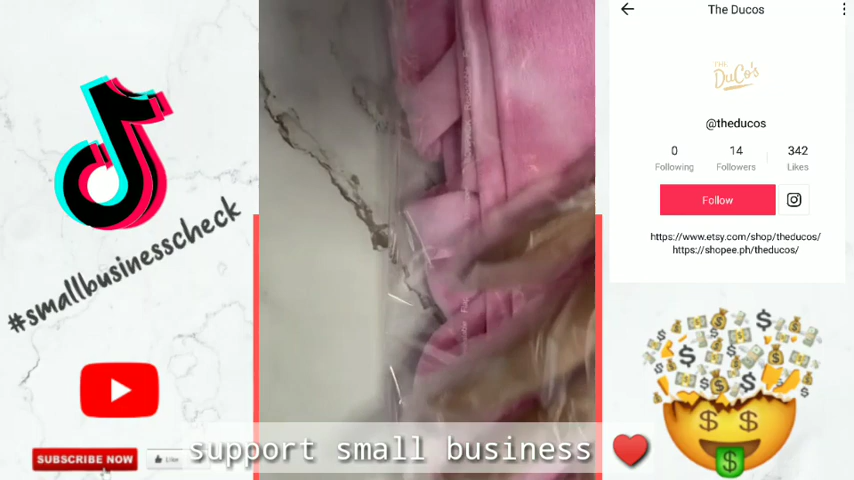 #smallbusinesscheck
SUBSCRIBE NOW
Like
support small business
The Ducos
THE
DuCo's
@theducos
0
14
342
Following
Followers
Likes
Follow
https://www.etsy.com/shop/theducos/
https://shopee.ph/theducos/